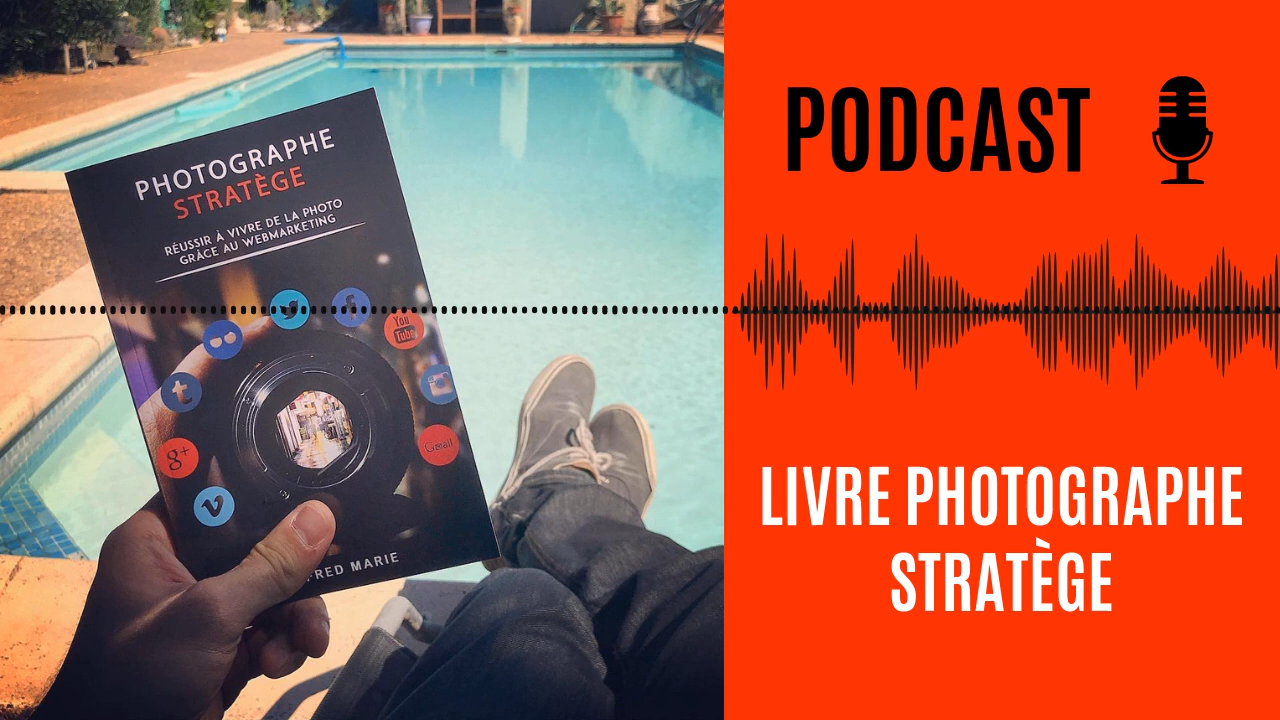 PHOTOGRAPHE
STRATÈGE
RÉUSSIR À VIVRE DE LA PHOTO
GRÂCE AU WEBMARKETING
You
Tube
t
g+
Gmail
FRED MARIE
PODCAST
LIVRE PHOTOGRAPHE
STRATÈGE